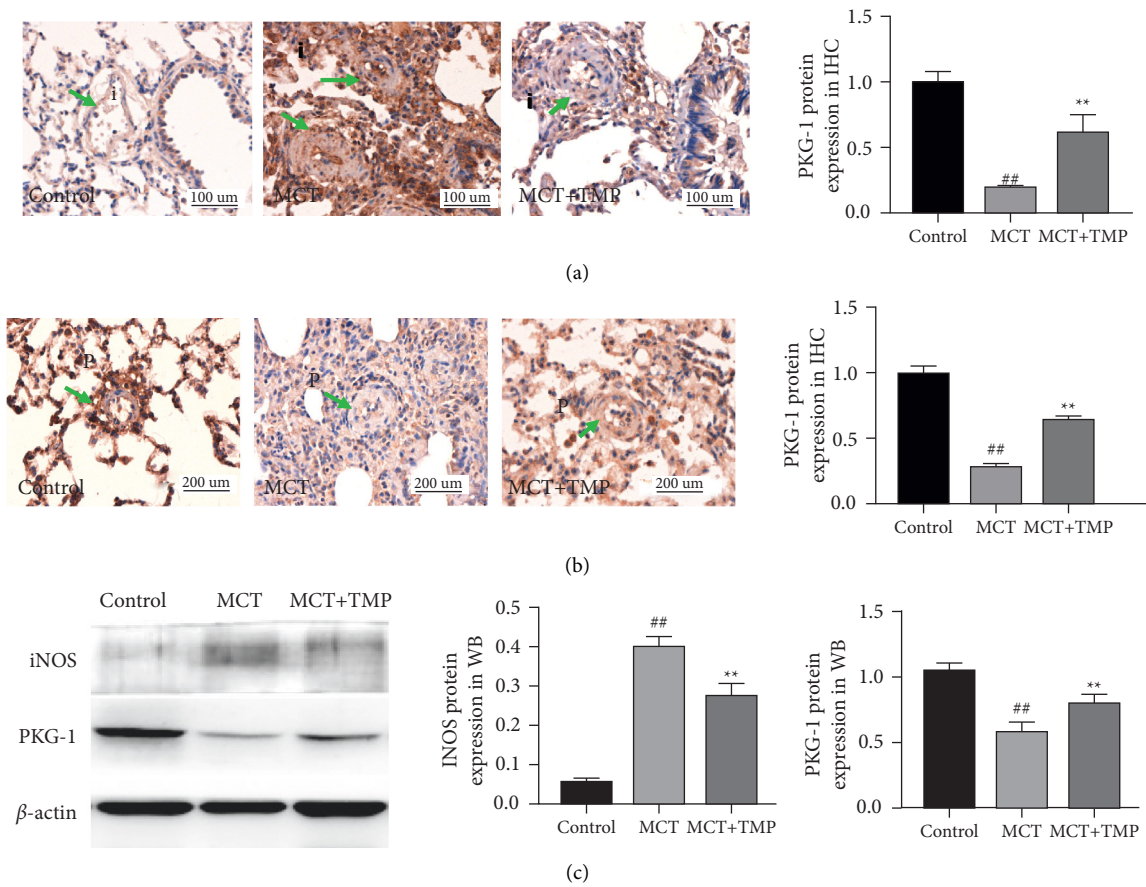 i
Control
100 um
i
MCT
100 um
i
MCT+TMP
100 um
PKG-1 protein
expression in IHC
1.5
1.0
0.5
0.0
##
**
Control
MCT
MCT+TMP
(a)
P
Control
200 um
P
MCT
200 um
P
MCT+TMP
200 um
PKG-1 protein
expression in IHC
1.5
1.0
0.5
0.0
##
**
Control
MCT
MCT+TMP
(b)
Control
MCT
MCT+TMP
iNOS
PKG-1
β-actin
INOS protein
expression in WB
0.5
0.4
0.3
0.2
0.1
0.0
##
**
Control
MCT
MCT+TMP
PKG-1 protein
expression in WB
1.5
1.0
0.5
0.0
##
**
Control
MCT
MCT+TMP
(c)